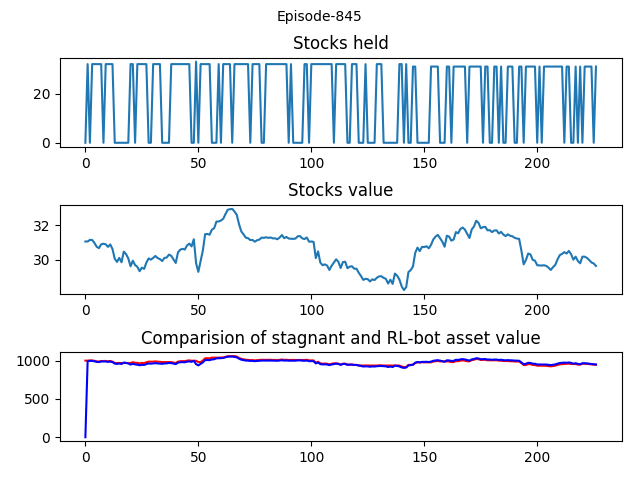 Episode-845
Stocks held
20
0
0 50 100 150 200
Stocks value
32
30
0 50 100 150 200
Comparision of stagnant and RL-bot asset value
1000
500
0
0 50 100 150 200